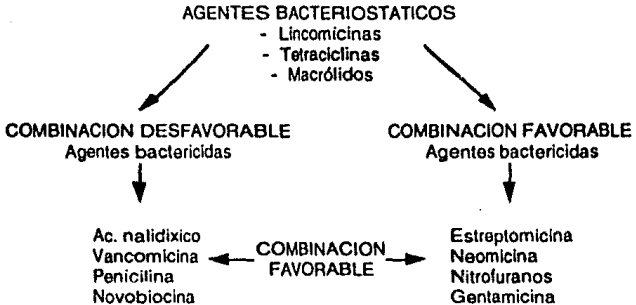 AGENTES BACTERIOSTATICOS
- Lincomicinas
- Tetraciclinas
- Macrólidos
COMBINACION DESFAVORABLE
Agentes bactericidas
COMBINACION FAVORABLE
Agentes bactericidas
Ac. nalidixico
Vancomicina
Penicilina
Novobiocina
COMBINACION
FAVORABLE
Estreptomicina
Neomicina
Nitrofuranos
Gentamicina